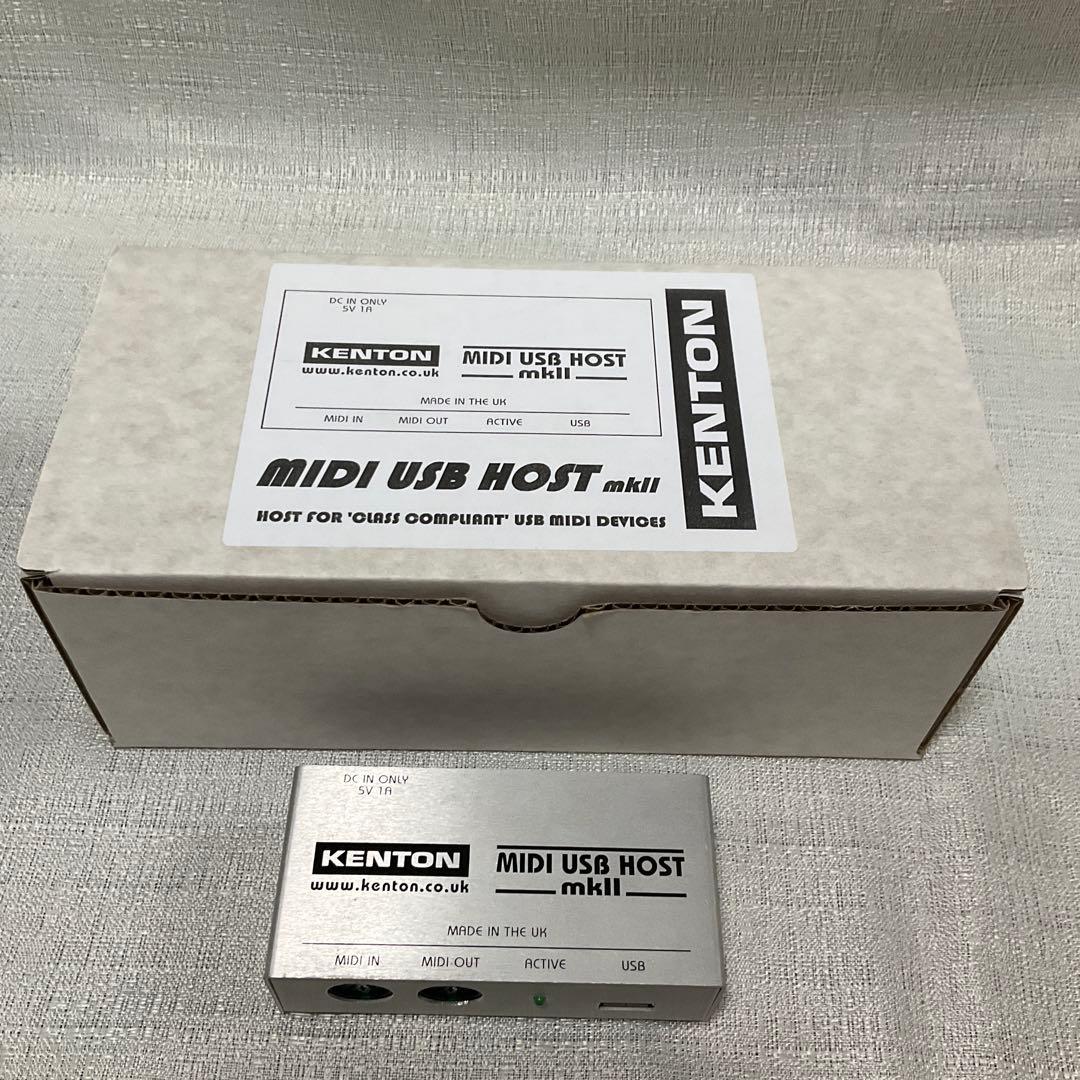 DC IN ONLY
5V 1A
KENTON
www.kenton.co.uk
MIDI USB HOST
mkII
MADE IN THE UK
MIDI IN MIDI OUT ACTIVE USB
MIDI USB HOST mkII
HOST FOR 'CLASS COMPLIANT' USB MIDI DEVICES
KENTON
DC IN ONLY
5V 1A
KENTON
www.kenton.co.uk
MIDI USB HOST
mkII
MADE IN THE UK
MIDI IN MIDI OUT ACTIVE USB